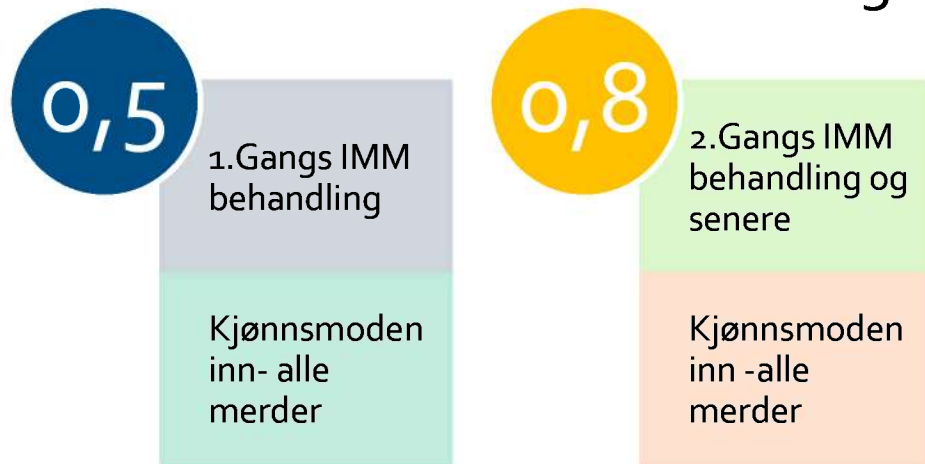 0,5
1.Gangs IMM
behandling
Kjønnsmoden
inn- alle
merder
0,8
2.Gangs IMM
behandling og
senere
Kjønnsmoden
inn -alle
merder